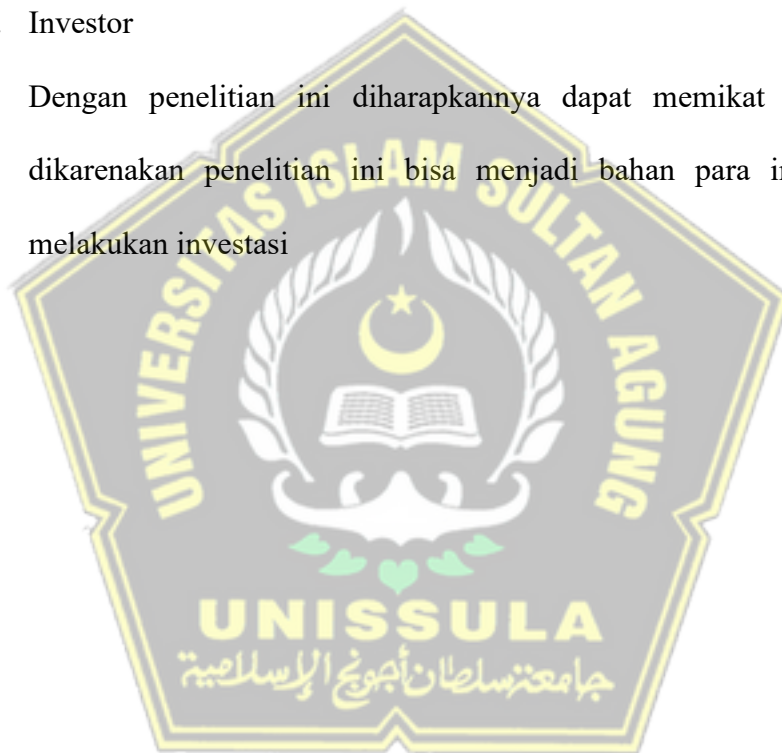 Investor
Dengan penelitian ini diharapkannya dapat memikat
dikarenakan penelitian ini bisa menjadi bahan para
melakukan investasi
UNIVERSITAS ISLAM SULTAN AGUNG
UNISSULA
جامعة سلطان أجونج الإسلامية